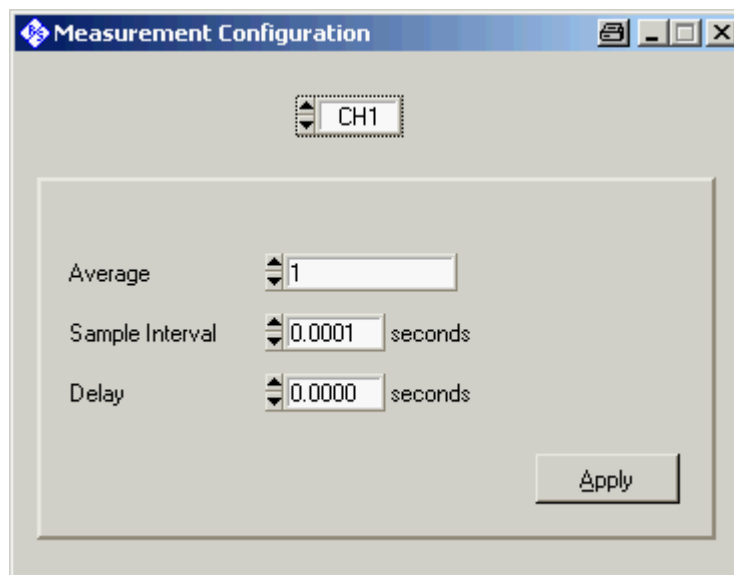 Measurement Configuration
CH1
Average 1
Sample Interval 0.0001 seconds
Delay 0.0000 seconds
Apply